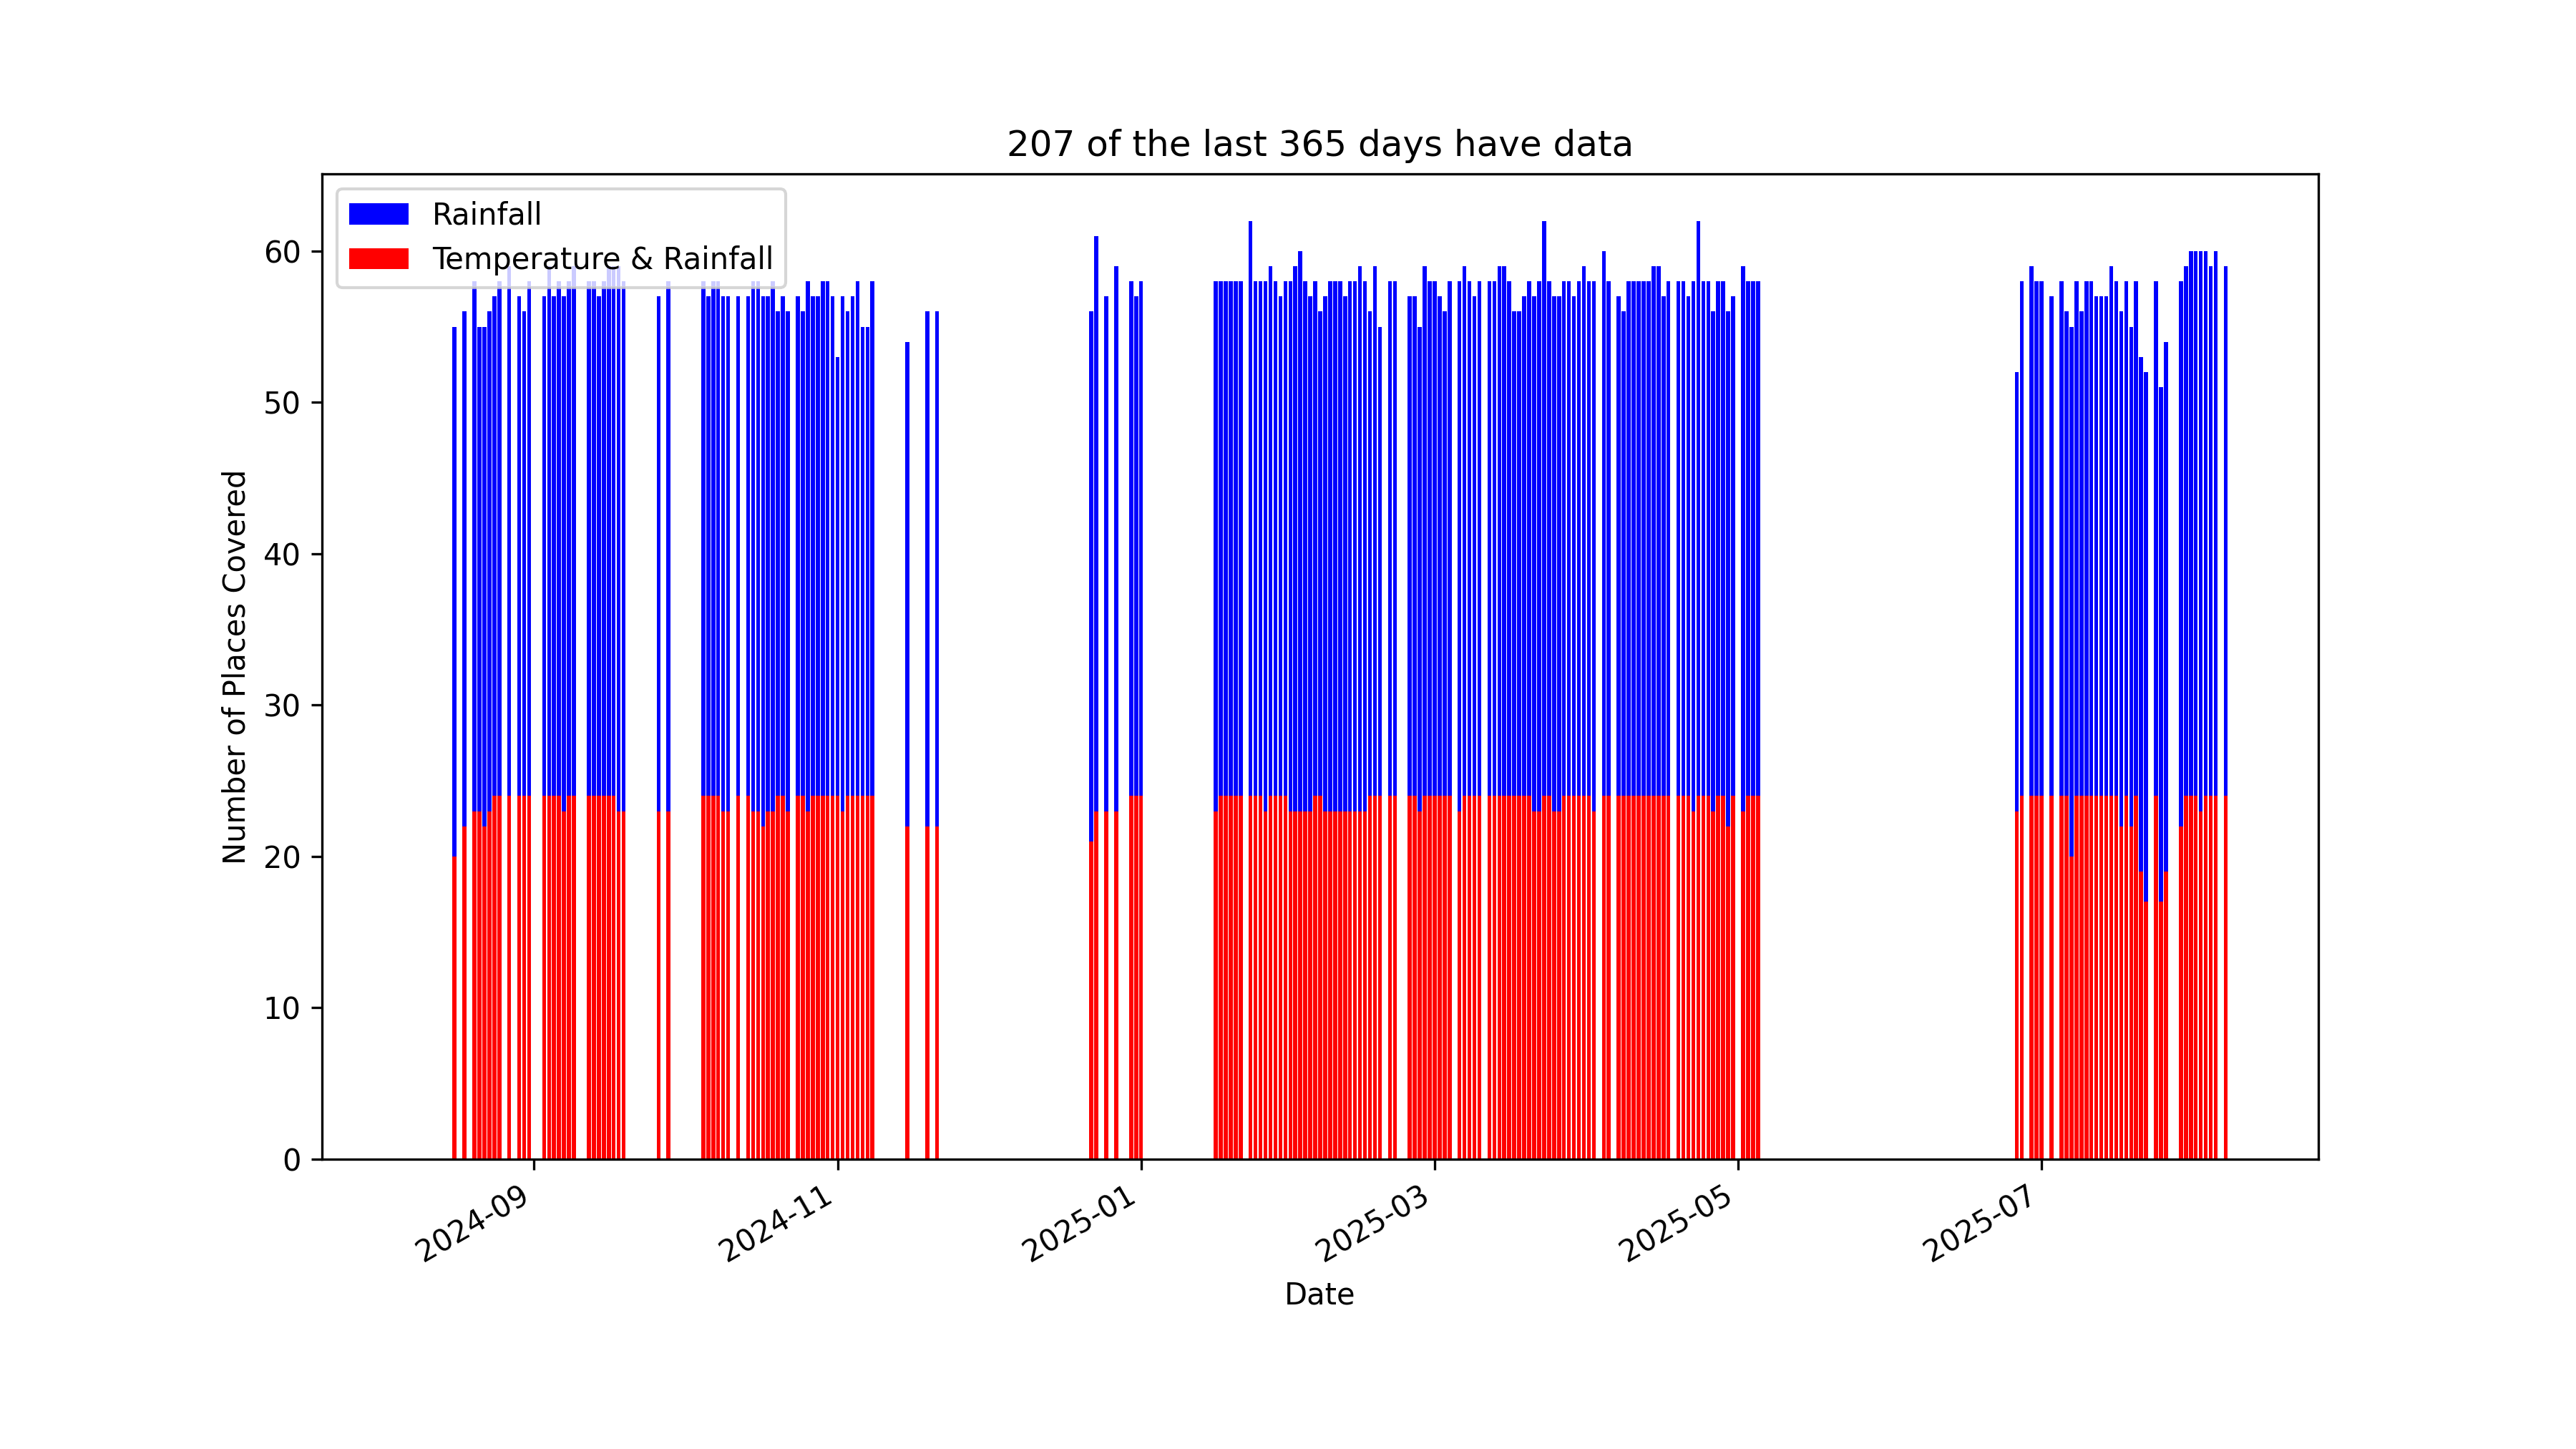 207 of the last 365 days have data
Rainfall
Temperature & Rainfall
Number of Places Covered
60
50
40
30
20
10
0
2024-09
2024-11
2025-01
2025-03
2025-05
2025-07
Date